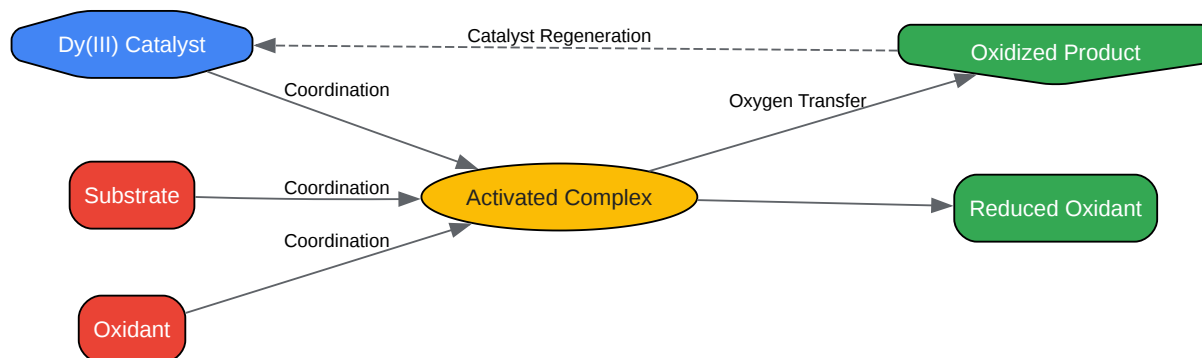 Dy(III) Catalyst
Catalyst Regeneration
Oxidized Product
Coordination
Oxygen Transfer
Substrate
Coordination
Activated Complex
Reduced Oxidant
Coordination
Oxidant